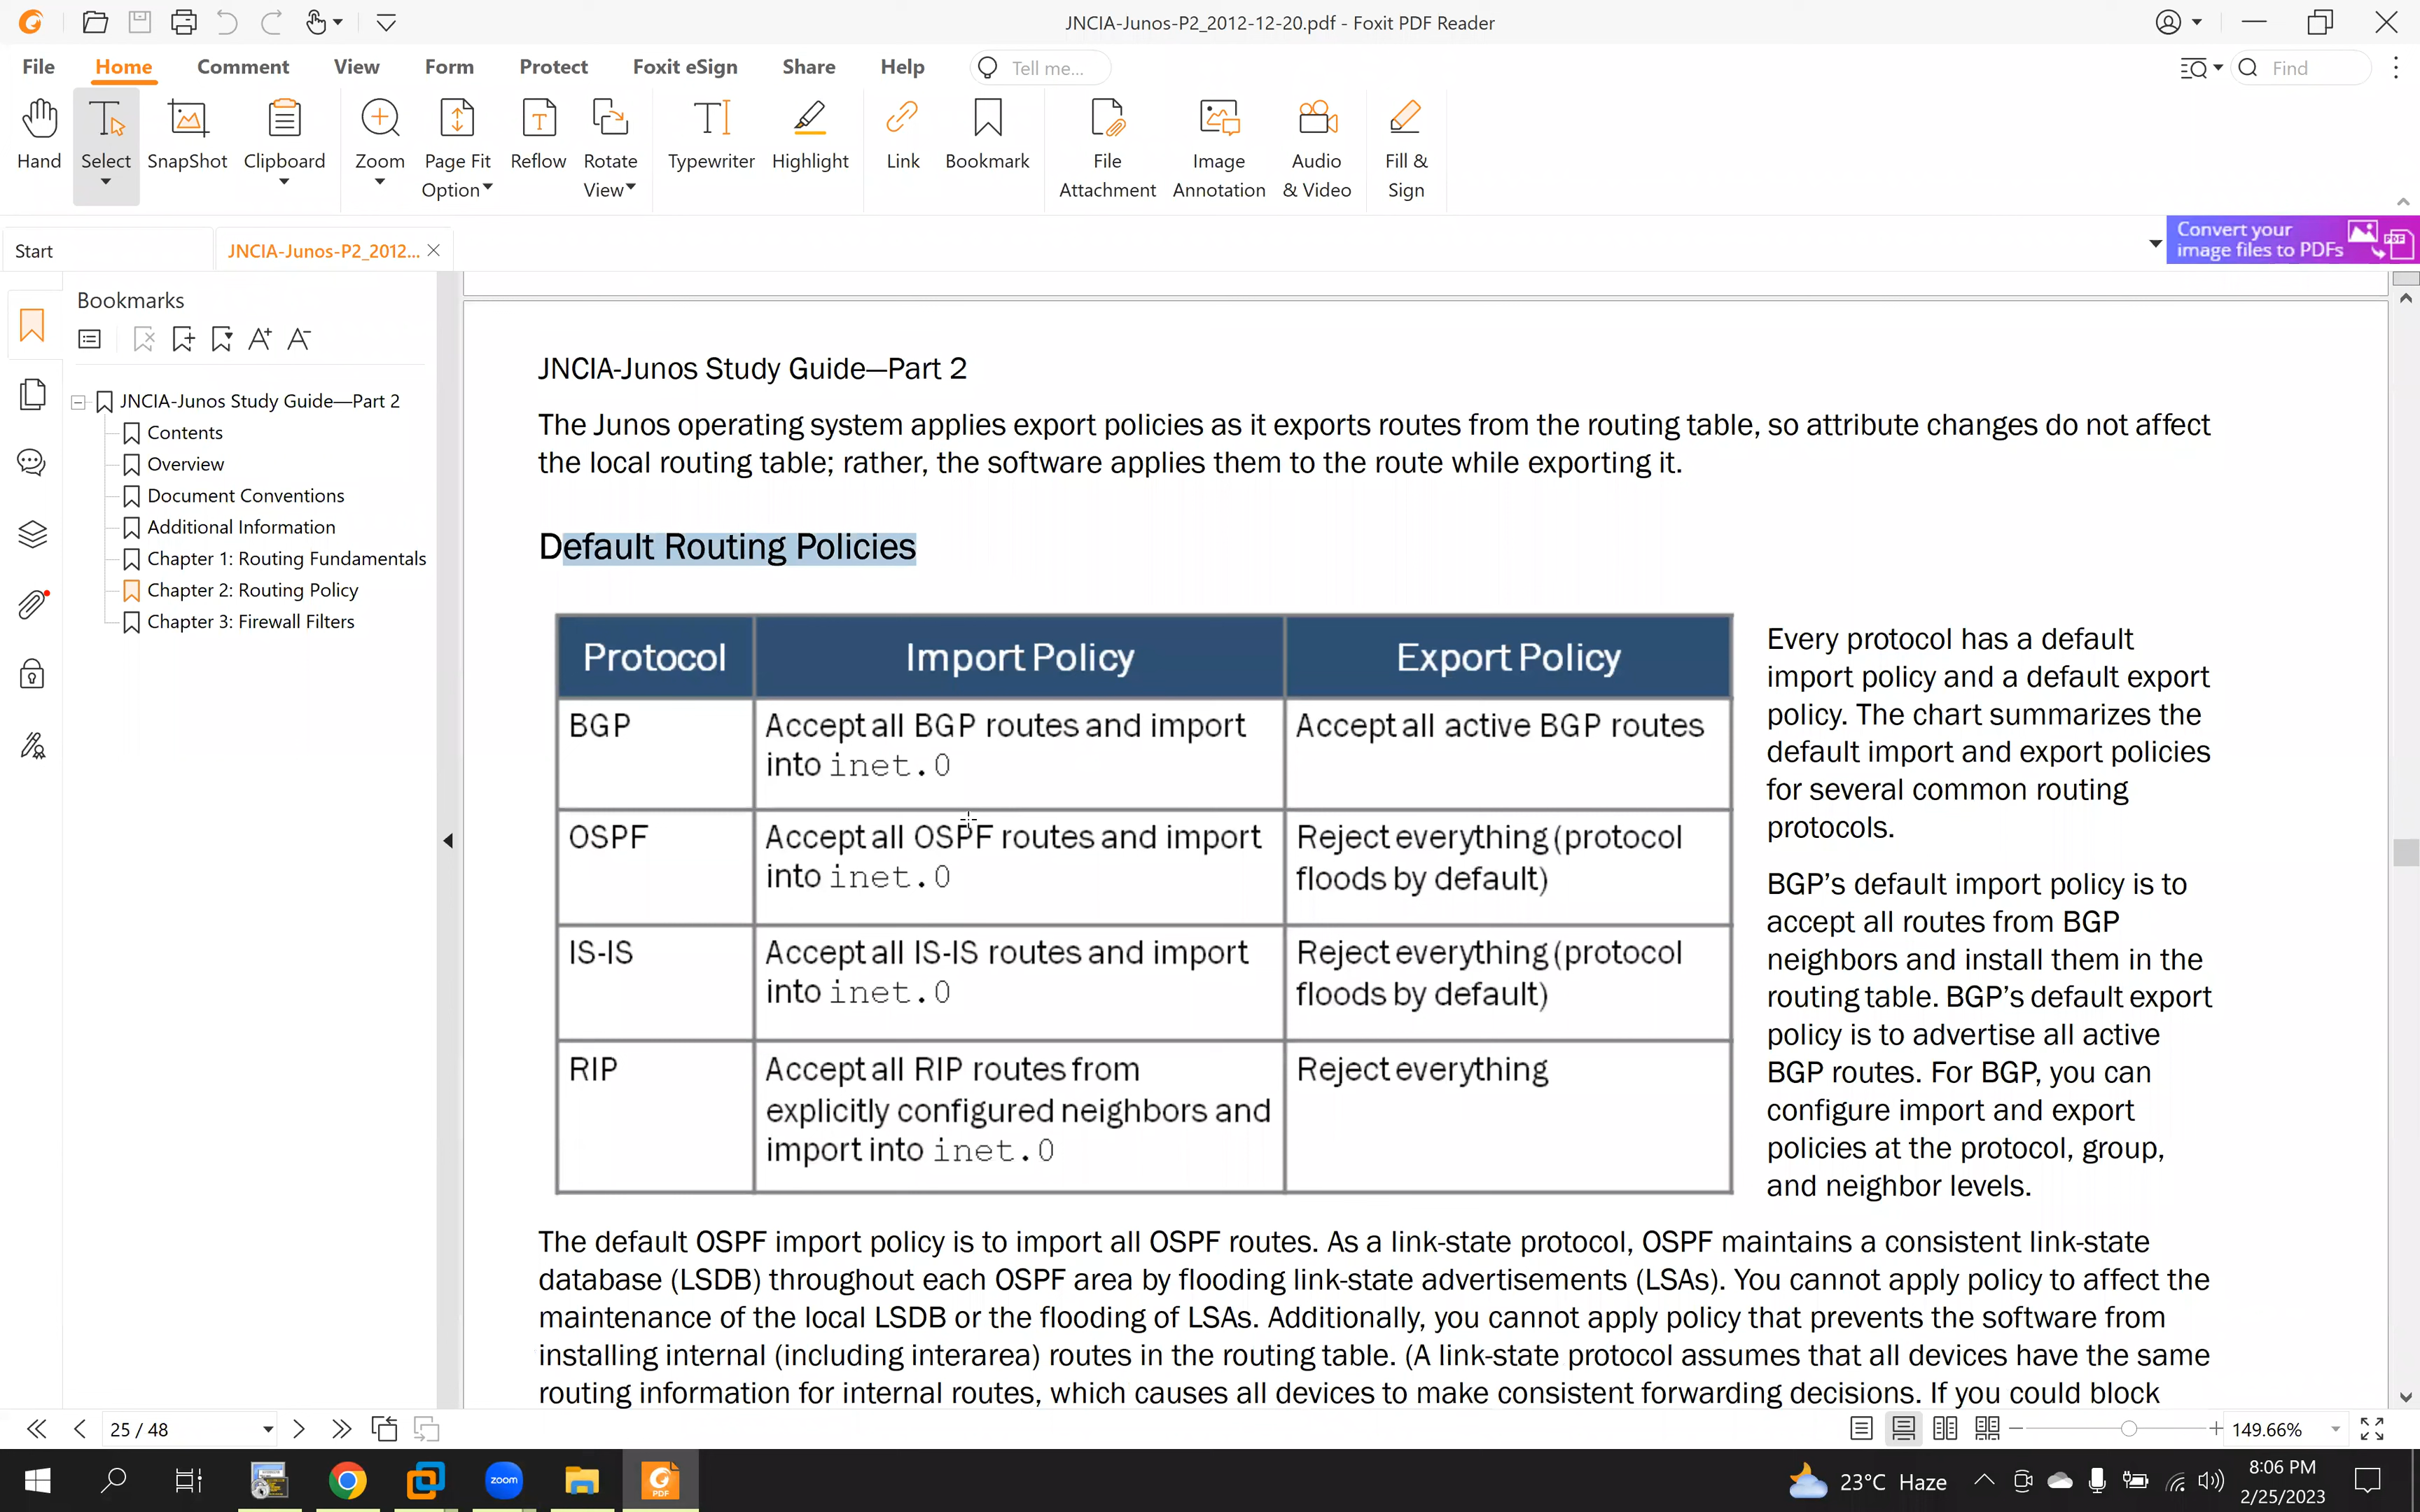 JNCIA-Junos-P2_2012-12-20.pdf - Foxit PDF Reader
File Home Comment View Form Protect Foxit eSign Share Help Tell me... Find
Hand Select SnapShot Clipboard Zoom Page Fit Option Reflow Rotate View Typewriter Highlight Link Bookmark File Attachment Image Annotation Audio & Video Fill & Sign
Start JNCIA-Junos-P2_2012...
Convert your
image files to PDFs
PDF
Bookmarks
JNCIA-Junos Study Guide—Part 2
Contents
Overview
Document Conventions
Additional Information
Chapter 1: Routing Fundamentals
Chapter 2: Routing Policy
Chapter 3: Firewall Filters
JNCIA-Junos Study Guide—Part 2
The Junos operating system applies export policies as it exports routes from the routing table, so attribute changes do not affect
the local routing table; rather, the software applies them to the route while exporting it.
Default Routing Policies
Protocol Import Policy Export Policy
BGP Accept all BGP routes and import into inet.0 Accept all active BGP routes
OSPF Accept all OSPF routes and import into inet.0 Reject everything (protocol floods by default)
IS-IS Accept all IS-IS routes and import into inet.0 Reject everything (protocol floods by default)
RIP Accept all RIP routes from explicitly configured neighbors and import into inet.0 Reject everything
Every protocol has a default
import policy and a default export
policy. The chart summarizes the
default import and export policies
for several common routing
protocols.
BGP's default import policy is to
accept all routes from BGP
neighbors and install them in the
routing table. BGP's default export
policy is to advertise all active
BGP routes. For BGP, you can
configure import and export
policies at the protocol, group,
and neighbor levels.
The default OSPF import policy is to import all OSPF routes. As a link-state protocol, OSPF maintains a consistent link-state
database (LSDB) throughout each OSPF area by flooding link-state advertisements (LSAs). You cannot apply policy to affect the
maintenance of the local LSDB or the flooding of LSAs. Additionally, you cannot apply policy that prevents the software from
installing internal (including interarea) routes in the routing table. (A link-state protocol assumes that all devices have the same
routing information for internal routes, which causes all devices to make consistent forwarding decisions. If you could block
25 / 48
149.66%
zoom
PDF
23°C Haze
8:06 PM
2/25/2023